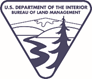 U.S. DEPARTMENT OF THE INTERIOR
BUREAU OF LAND MANAGEMENT